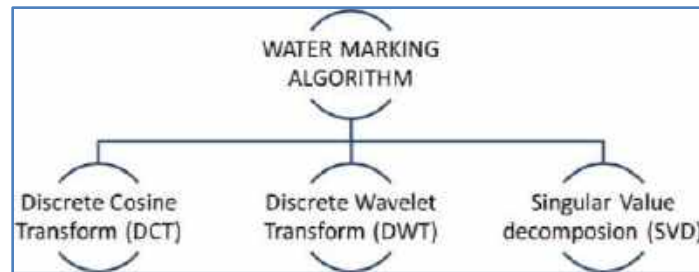 WATER MARKING
ALGORITHM
Discrete Cosine
Transform (DCT)
Discrete Wavelet
Transform (DWT)
Singular Value
decomposion (SVD)